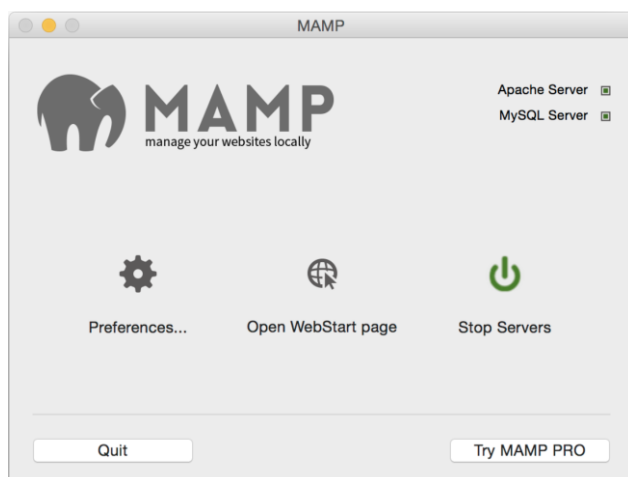 MAMP
MAMP
manage your websites locally
Apache Server
MySQL Server
Preferences...
Open WebStart page
Stop Servers
Quit
Try MAMP PRO